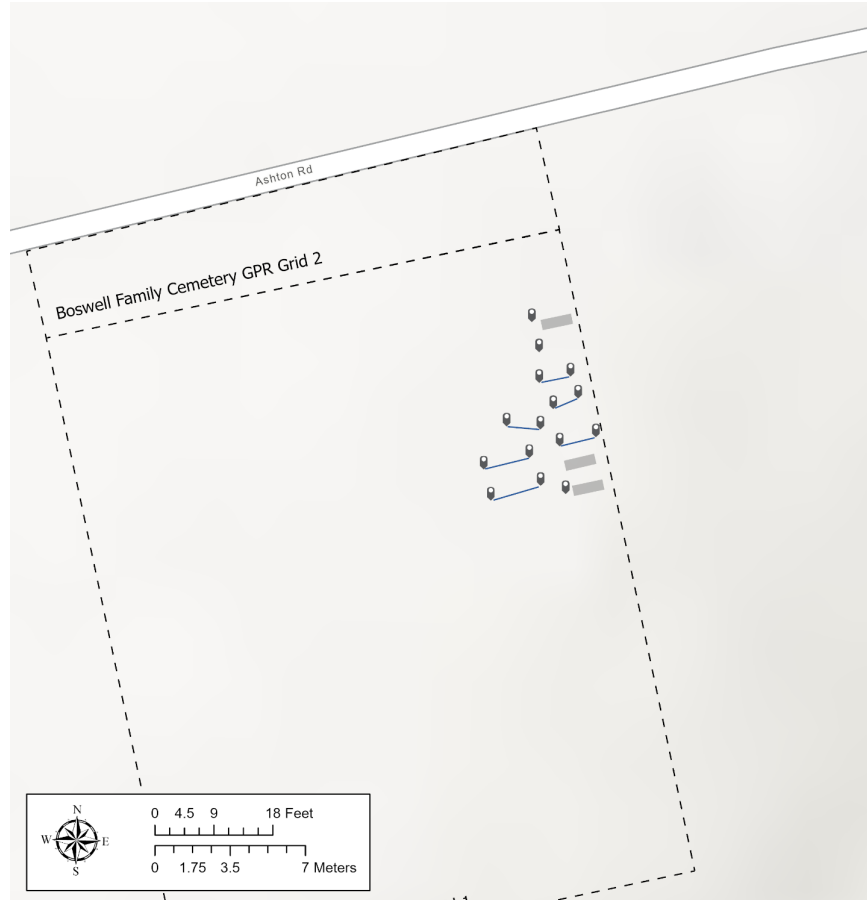 Ashton Rd
Boswell Family Cemetery GPR Grid 2
N
W E
S
0 4.5 9 18 Feet
0 1.75 3.5 7 Meters